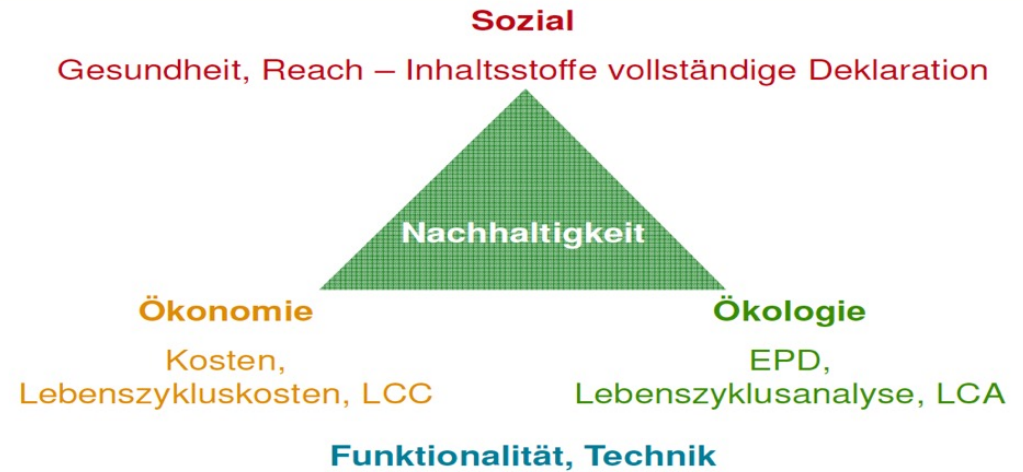 Sozial
Gesundheit, Reach – Inhaltsstoffe vollständige Deklaration
Nachhaltigkeit
Ökonomie
Kosten,
Lebenszykluskosten, LCC
Ökologie
EPD,
Lebenszyklusanalyse, LCA
Funktionalität, Technik